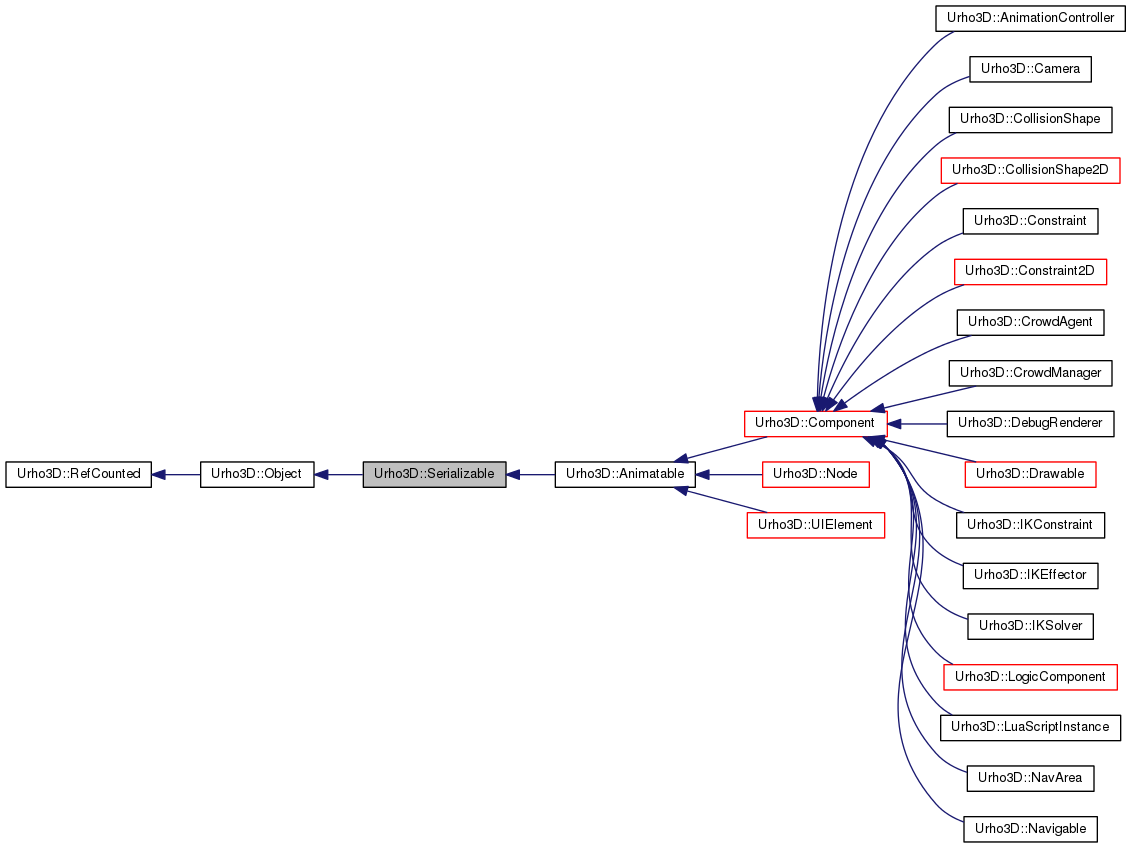 Urho3D::RefCounted
Urho3D::Object
Urho3D::Serializable
Urho3D::Animatable
Urho3D::Component
Urho3D::Node
Urho3D::UIElement
Urho3D::AnimationController
Urho3D::Camera
Urho3D::CollisionShape
Urho3D::CollisionShape2D
Urho3D::Constraint
Urho3D::Constraint2D
Urho3D::CrowdAgent
Urho3D::CrowdManager
Urho3D::DebugRenderer
Urho3D::Drawable
Urho3D::IKConstraint
Urho3D::IKEffector
Urho3D::IKSolver
Urho3D::LogicComponent
Urho3D::LuaScriptInstance
Urho3D::NavArea
Urho3D::Navigable